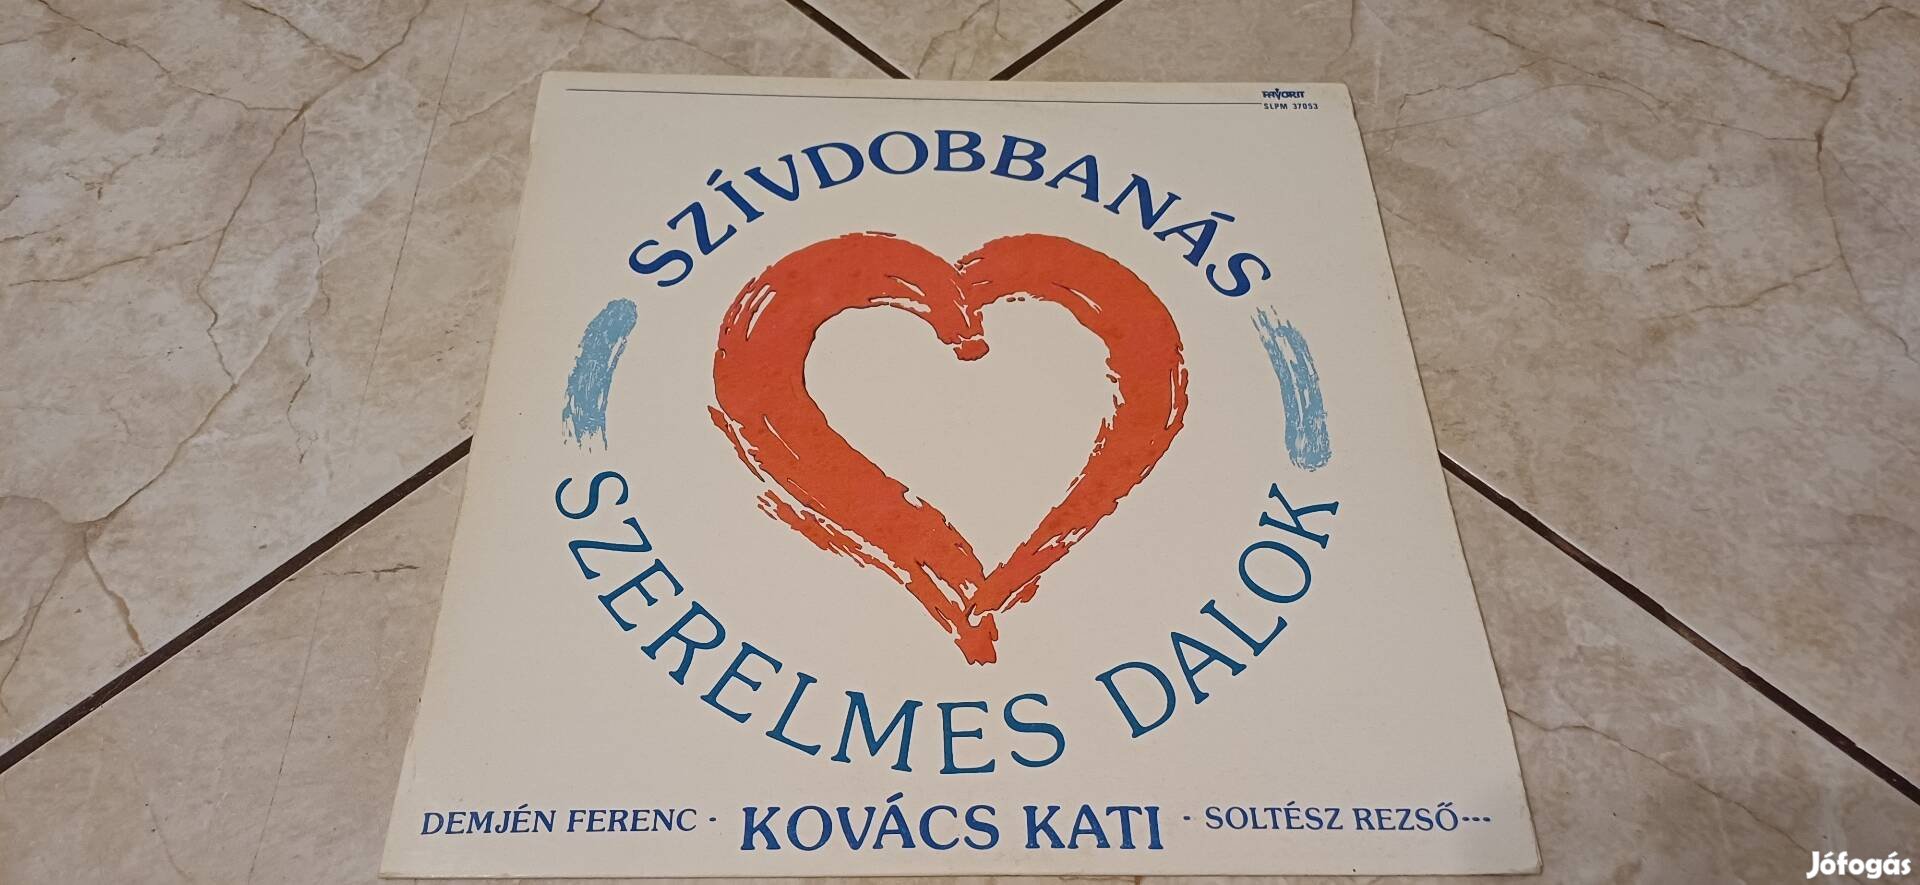 FAVORIT
SLPM 37053
SZÍVDOBBANÁS
SZERELMES DALOK
DEMJÉN FERENC · KOVÁCS KATI · SOLTÉSZ REZSŐ...
Jófogás